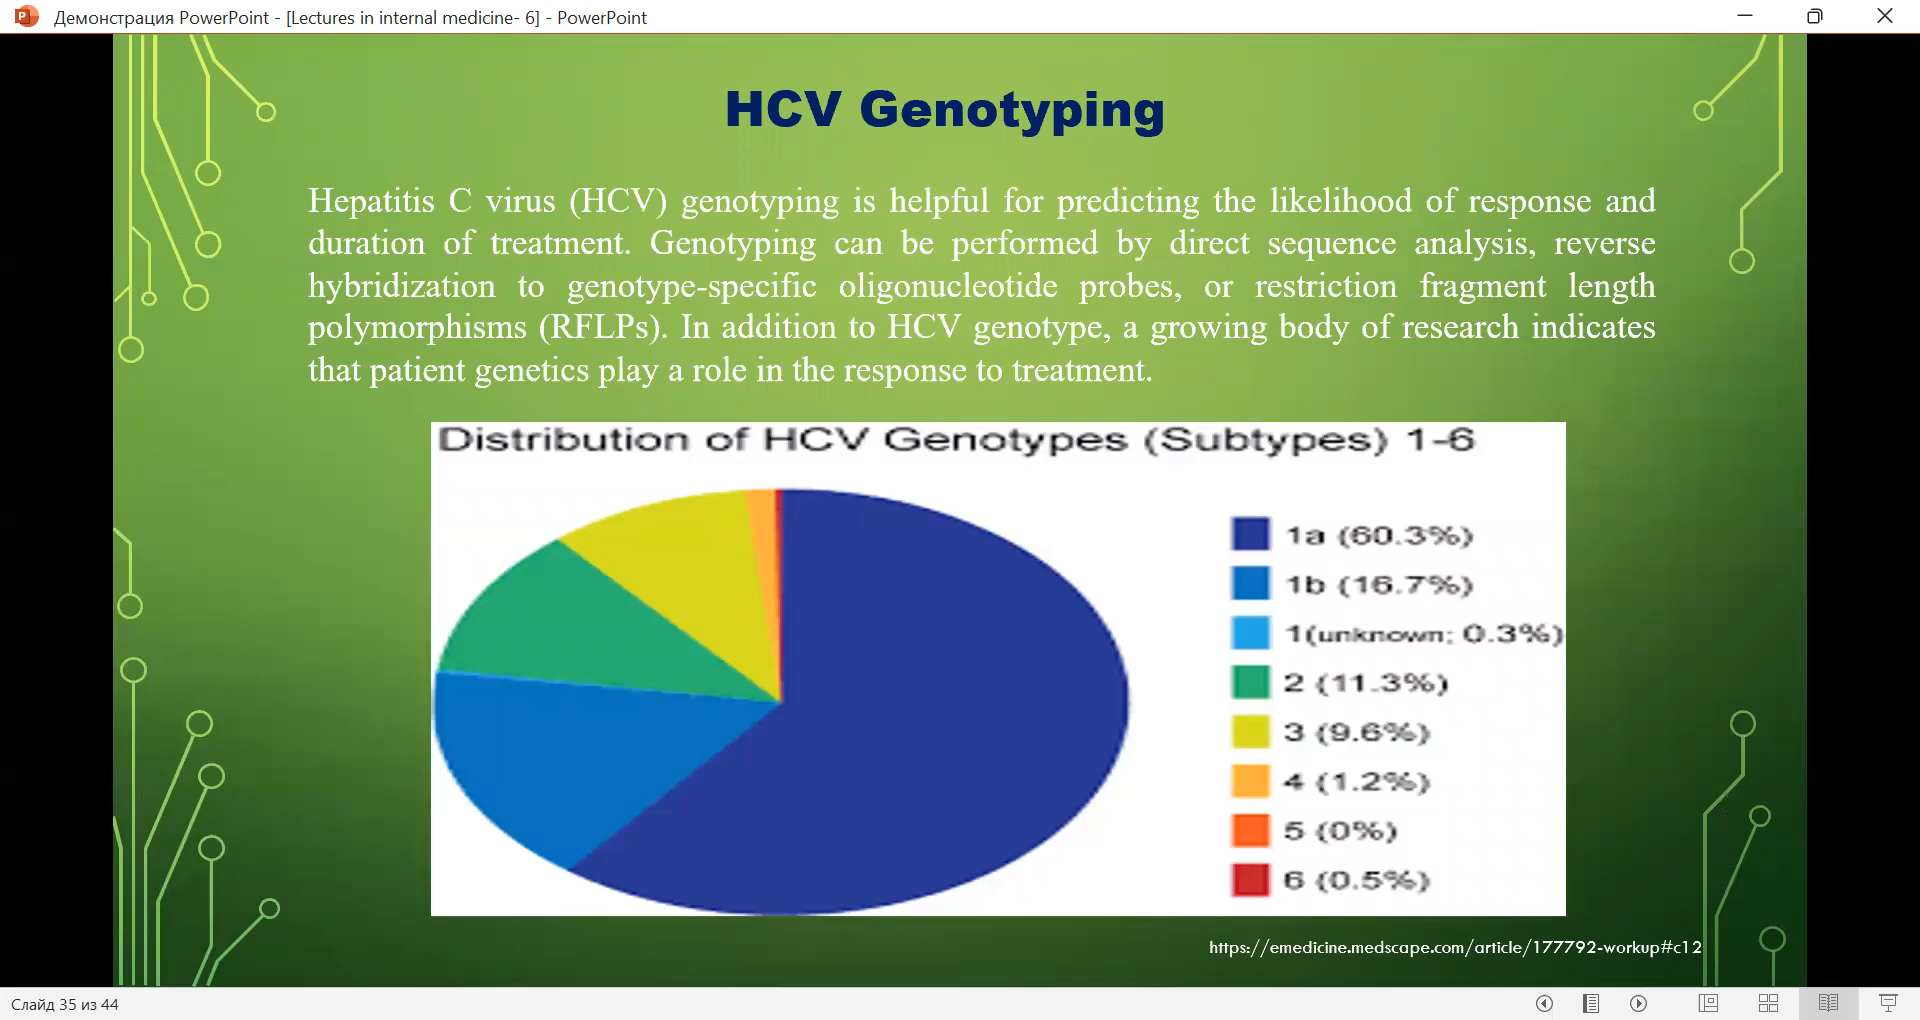 Демонстрация PowerPoint - [Lectures in internal medicine- 6] - PowerPoint
HCV Genotyping
Hepatitis C virus (HCV) genotyping is helpful for predicting the likelihood of response and
duration of treatment. Genotyping can be performed by direct sequence analysis, reverse
hybridization to genotype-specific oligonucleotide probes, or restriction fragment length
polymorphisms (RFLPs). In addition to HCV genotype, a growing body of research indicates
that patient genetics play a role in the response to treatment.
Distribution of HCV Genotypes (Subtypes) 1-6
1a (60.3%)
1b (16.7%)
1(unknown; 0.3%)
2 (11.3%)
3 (9.6%)
4 (1.2%)
5 (0%)
6 (0.5%)
https://emedicine.medscape.com/article/177792-workup#c12
Слайд 35 из 44